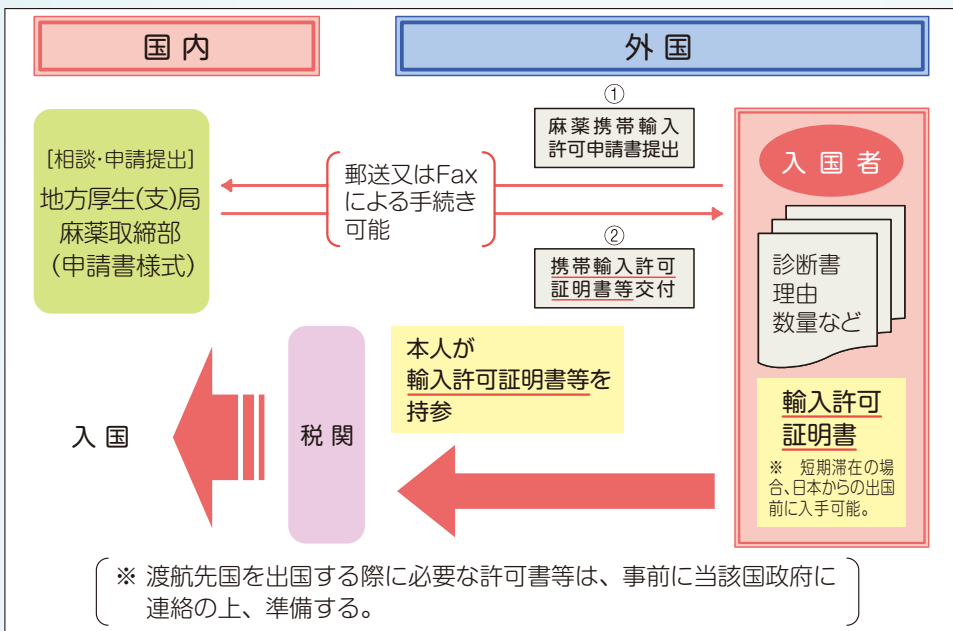 国内
外国
[相談・申請提出]
地方厚生(支)局
麻薬取締部
(申請書様式)
郵送又はFax
による手続き
可能
①
麻薬携帯輸入
許可申請書提出
②
携帯輸入許可
証明書等交付
入国者
診断書
理由
数量など
輸入許可
証明書
※ 短期滞在の場
合、日本からの出国
前に入手可能。
本人が
輸入許可証明書等を
持参
税関
入国
※ 渡航先国を出国する際に必要な許可書等は、事前に当該国政府に
連絡の上、準備する。